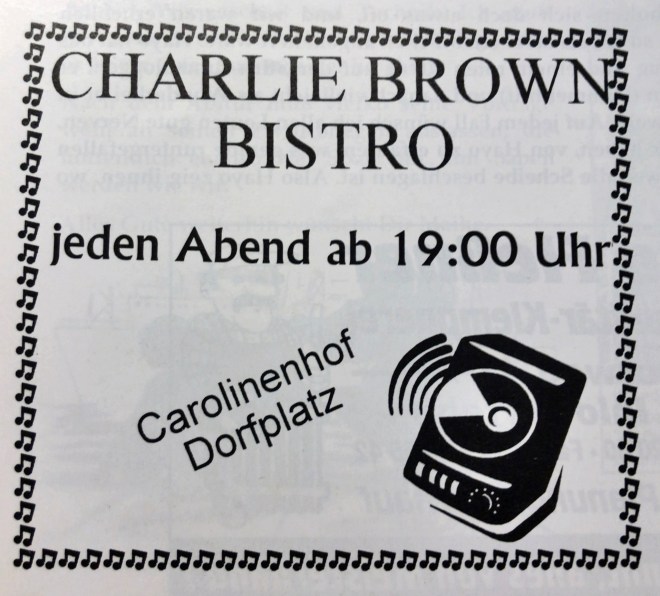 CHARLIE BROWN
BISTRO
jeden Abend ab 19:00 Uhr
Carolinenhof
Dorfplatz